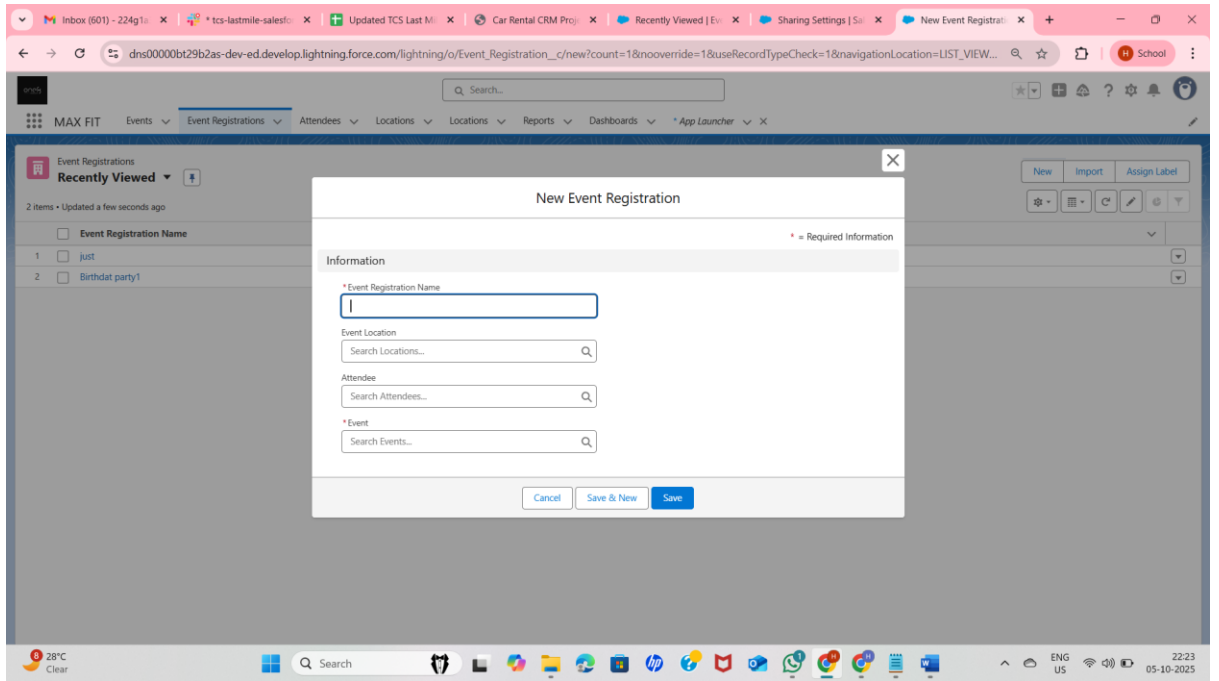 Inbox (601) - 224g1a
* tcs-lastmile-salesfo
Updated TCS Last Mil
Car Rental CRM Proj
Recently Viewed | Ev
Sharing Settings | Sal
New Event Registrati
dns00000bt29b2as-dev-ed.develop.lightning.force.com/lightning/o/Event_Registration__c/new?count=1&nooverride=1&useRecordTypeCheck=1&navigationLocation=LIST_VIEW...
H School
Search...
MAX FIT Events Event Registrations Attendees Locations Locations Reports Dashboards * App Launcher
Event Registrations
Recently Viewed
New Import Assign Label
2 items • Updated a few seconds ago
Event Registration Name
1 just
2 Birthdat party1
New Event Registration
* = Required Information
Information
* Event Registration Name
Event Location
Search Locations...
Attendee
Search Attendees...
* Event
Search Events...
Cancel Save & New Save
8 28°C
Clear
Search
ENG
US
22:23
05-10-2025